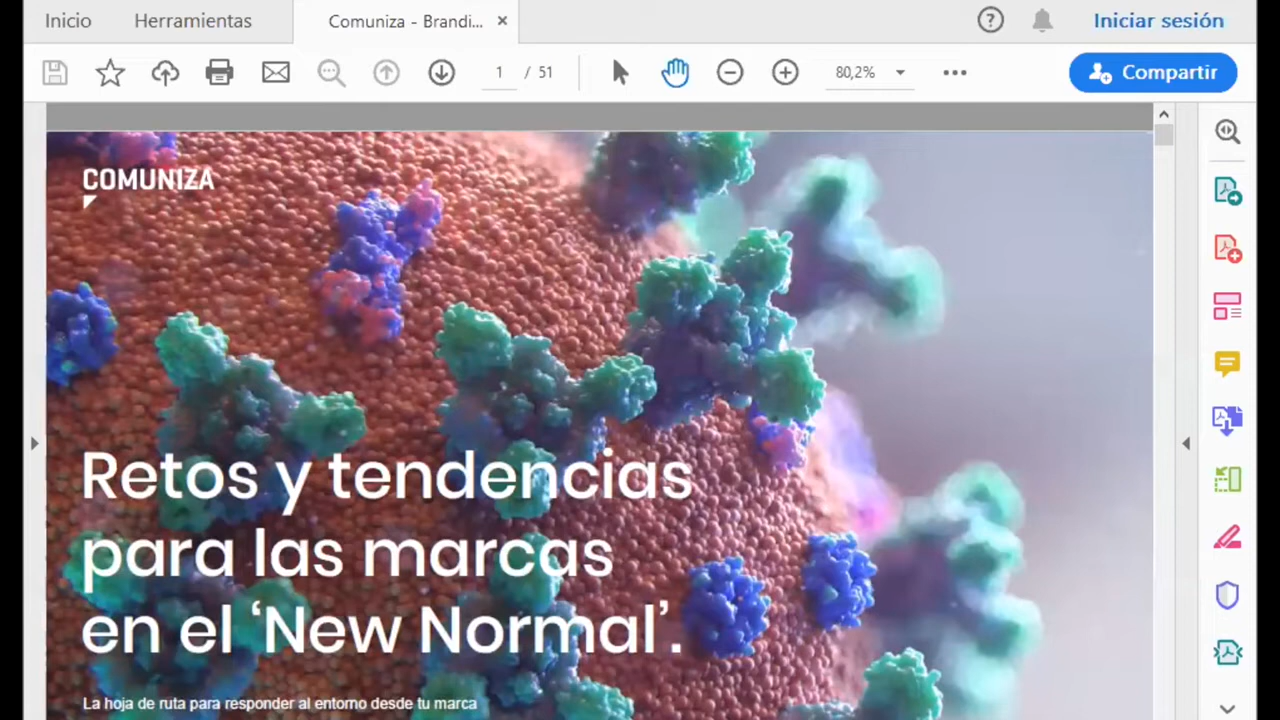 Inicio
Herramientas
Comuniza - Brandi...
Iniciar sesión
1 / 51
80,2%
Compartir
COMUNIZA
Retos y tendencias
para las marcas
en el ‘New Normal’.
La hoja de ruta para responder al entorno desde tu marca